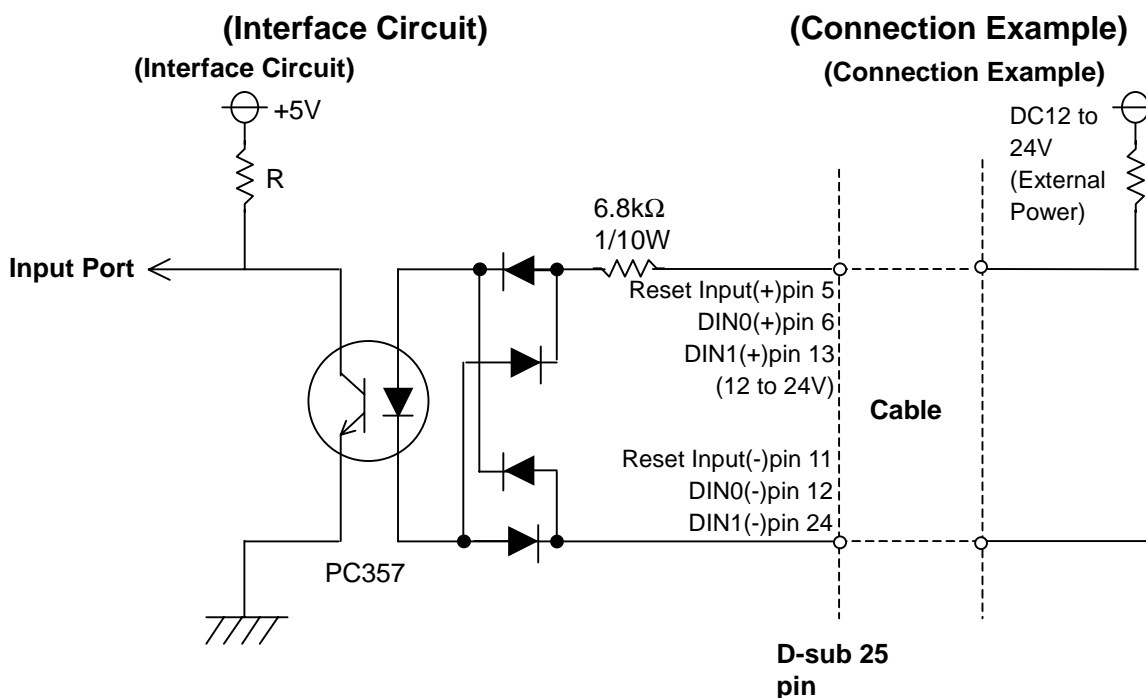 (Interface Circuit)
(Connection Example)
(Interface Circuit)
(Connection Example)
+5V
DC12 to
24V
(External
Power)
R
6.8kΩ
1/10W
Input Port
Reset Input(+)pin 5
DIN0(+)pin 6
DIN1(+)pin 13
(12 to 24V)
Cable
Reset Input(-)pin 11
DIN0(-)pin 12
DIN1(-)pin 24
PC357
D-sub 25
pin